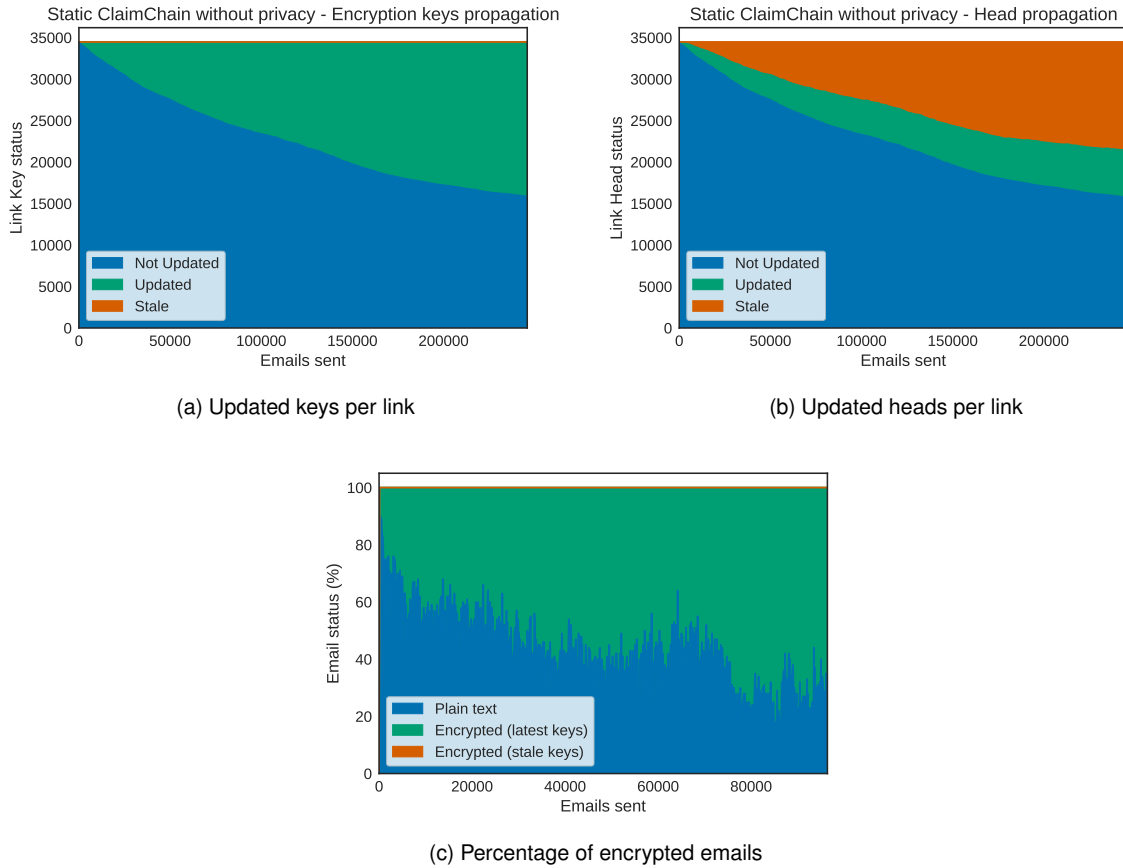 Static ClaimChain without privacy - Encryption keys propagation
35000
30000
25000
20000
15000
10000
5000
0
Link Key status
Not Updated
Updated
Stale
0 50000 100000 150000 200000
Emails sent
(a) Updated keys per link
Static ClaimChain without privacy - Head propagation
35000
30000
25000
20000
15000
10000
5000
0
Link Head status
Not Updated
Updated
Stale
0 50000 100000 150000 200000
Emails sent
(b) Updated heads per link
100
80
60
40
20
0
Email status (%)
Plain text
Encrypted (latest keys)
Encrypted (stale keys)
0 20000 40000 60000 80000
Emails sent
(c) Percentage of encrypted emails